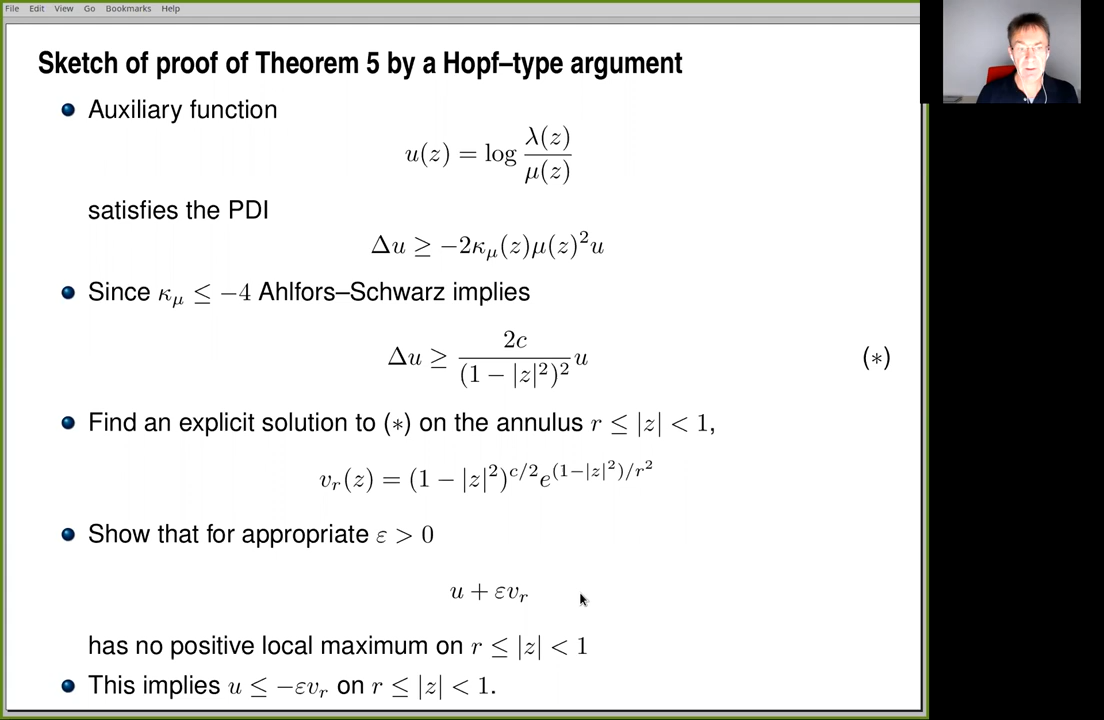 File Edit View Go Bookmarks Help
Sketch of proof of Theorem 5 by a Hopf–type argument
Auxiliary function
u(z) = log λ(z)/μ(z)
satisfies the PDI
Δu ≥ −2κ_μ(z)μ(z)²u
Since κ_μ ≤ −4 Ahlfors–Schwarz implies
Δu ≥ 2c/(1 − |z|²)² u (∗)
Find an explicit solution to (∗) on the annulus r ≤ |z| < 1,
v_r(z) = (1 − |z|²)^{c/2} e^{(1−|z|²)/r²}
Show that for appropriate ε > 0
u + εv_r
has no positive local maximum on r ≤ |z| < 1
This implies u ≤ −εv_r on r ≤ |z| < 1.